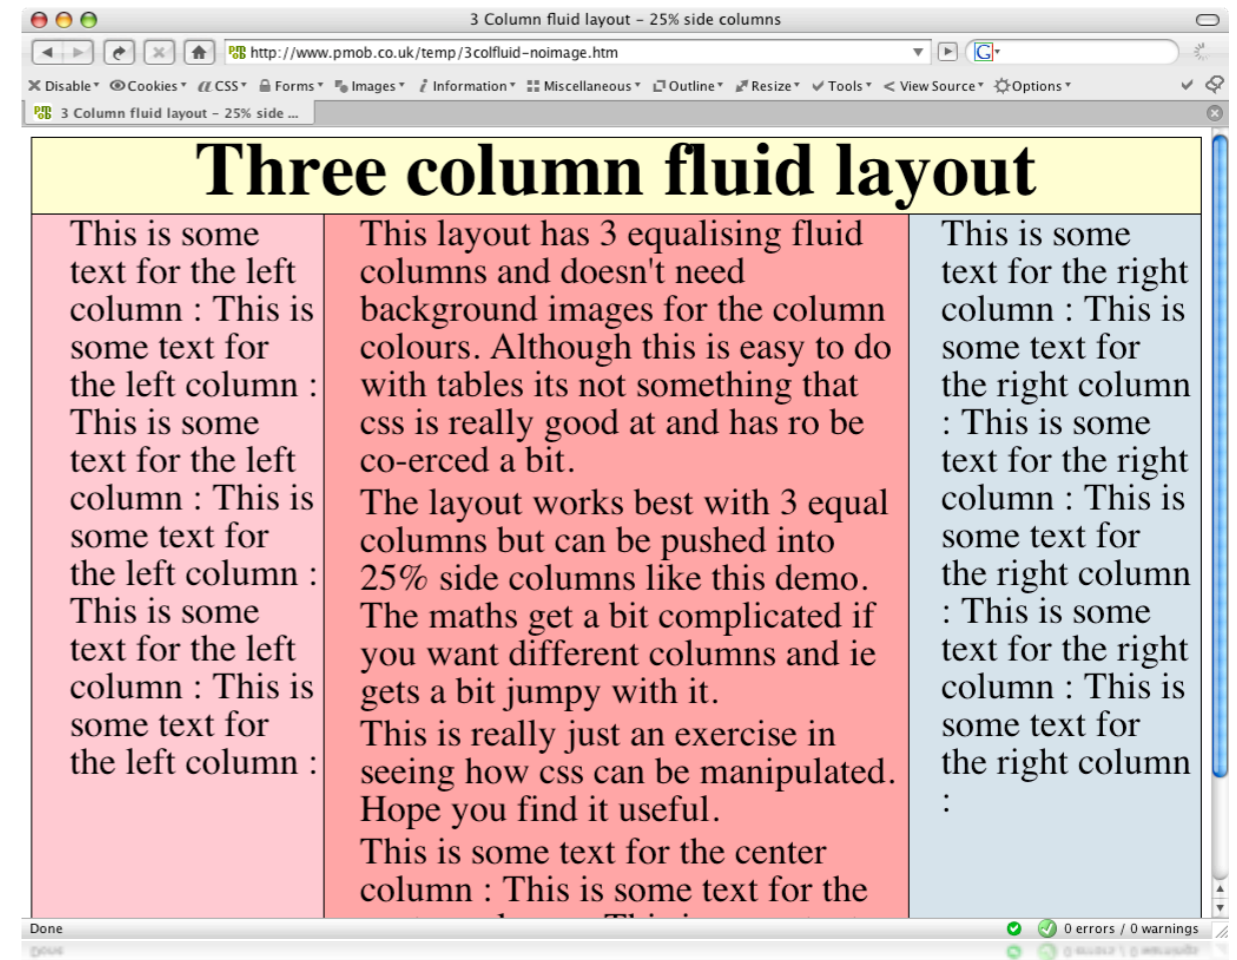 3 Column fluid layout – 25% side columns
http://www.pmob.co.uk/temp/3colfluid-noimage.htm
Disable Cookies CSS Forms Images Information Miscellaneous Outline Resize Tools View Source Options
3 Column fluid layout – 25% side ...
Three column fluid layout
This is some
text for the left
column : This is
some text for
the left column :
This is some
text for the left
column : This is
some text for
the left column :
This is some
text for the left
column : This is
some text for
the left column :
This layout has 3 equalising fluid
columns and doesn't need
background images for the column
colours. Although this is easy to do
with tables its not something that
css is really good at and has ro be
co-erced a bit.
The layout works best with 3 equal
columns but can be pushed into
25% side columns like this demo.
The maths get a bit complicated if
you want different columns and ie
gets a bit jumpy with it.
This is really just an exercise in
seeing how css can be manipulated.
Hope you find it useful.
This is some text for the center
column : This is some text for the
This is some
text for the right
column : This is
some text for
the right column
: This is some
text for the right
column : This is
some text for
the right column
: This is some
text for the right
column : This is
some text for
the right column
:
Done
0 errors / 0 warnings